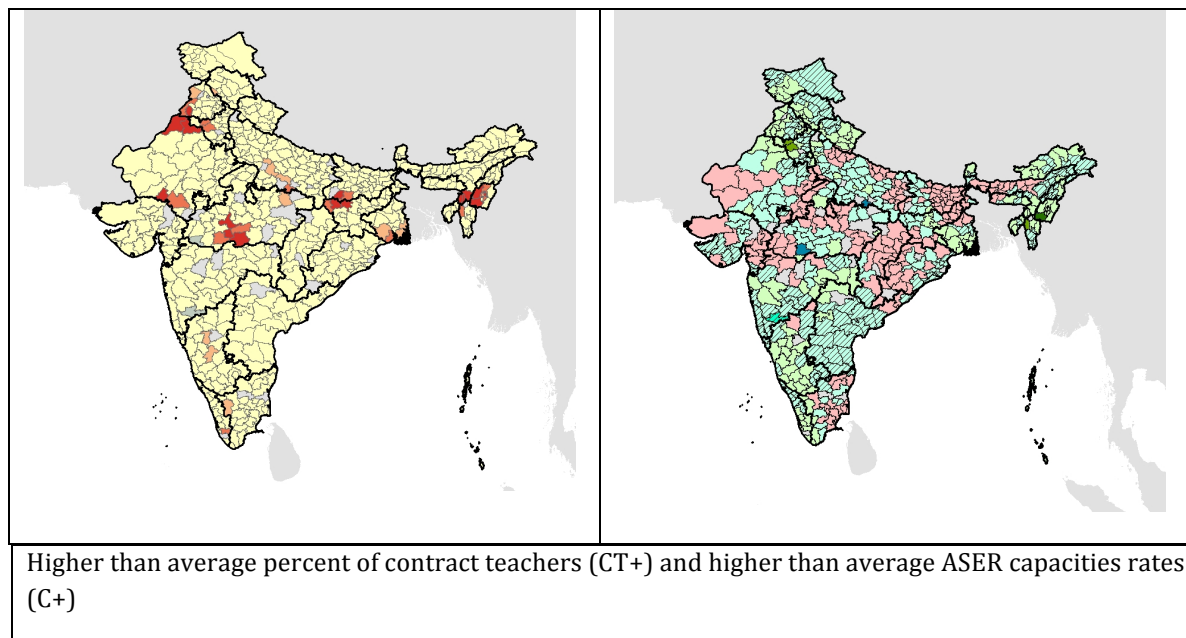 Higher than average percent of contract teachers (CT+) and higher than average ASER capacities rates
(C+)